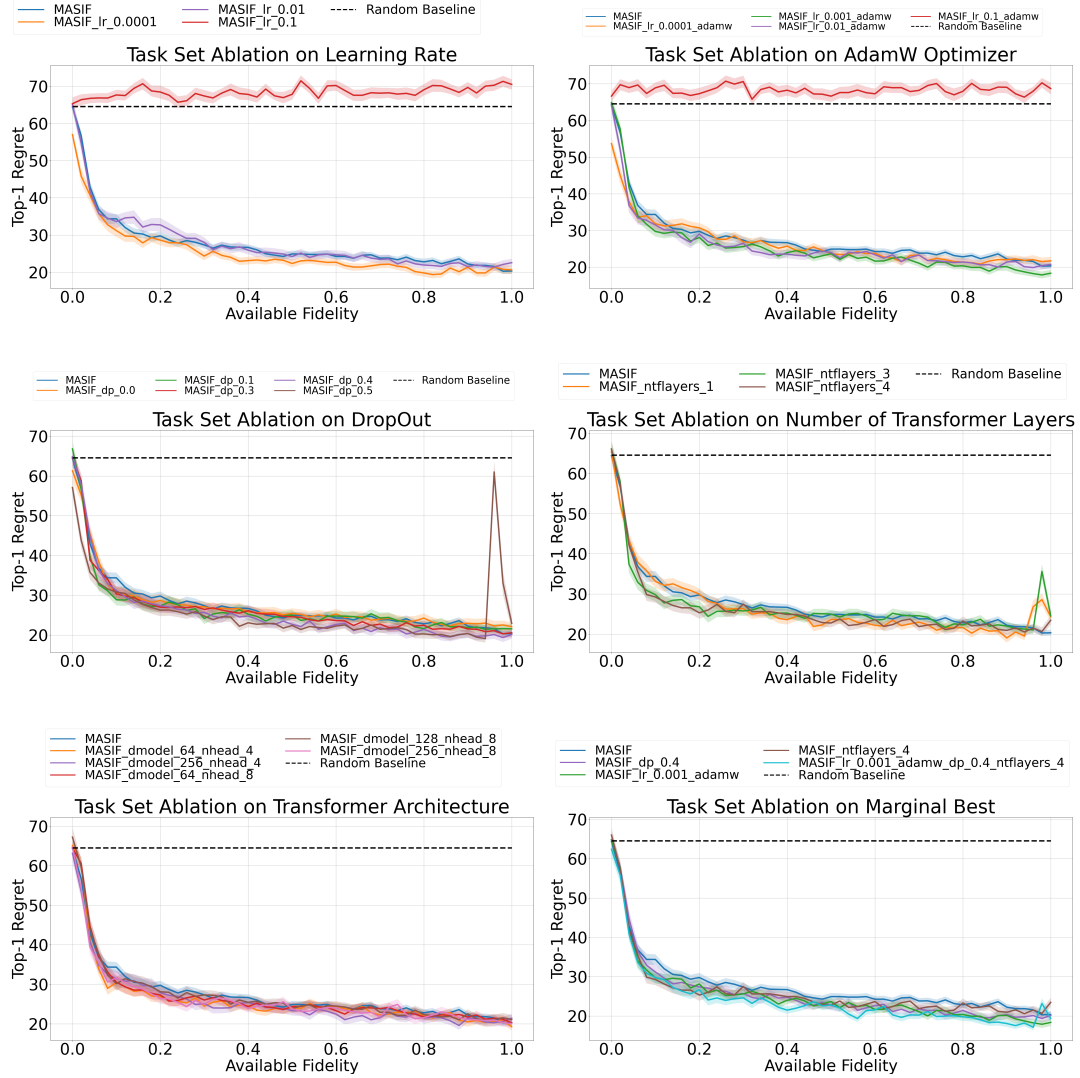 MASIF MASIF_lr_0.01 Random Baseline
MASIF_lr_0.0001 MASIF_lr_0.1
Task Set Ablation on Learning Rate
Top-1 Regret
70
60
50
40
30
20
0.0 0.2 0.4 0.6 0.8 1.0
Available Fidelity
MASIF MASIF_lr_0.001_adamw MASIF_lr_0.1_adamw
MASIF_lr_0.0001_adamw MASIF_lr_0.01_adamw Random Baseline
Task Set Ablation on AdamW Optimizer
Top-1 Regret
70
60
50
40
30
20
0.0 0.2 0.4 0.6 0.8 1.0
Available Fidelity
MASIF MASIF_dp_0.1 MASIF_dp_0.4 Random Baseline
MASIF_dp_0.0 MASIF_dp_0.3 MASIF_dp_0.5
Task Set Ablation on DropOut
Top-1 Regret
70
60
50
40
30
20
0.0 0.2 0.4 0.6 0.8 1.0
Available Fidelity
MASIF MASIF_ntflayers_3 Random Baseline
MASIF_ntflayers_1 MASIF_ntflayers_4
Task Set Ablation on Number of Transformer Layers
Top-1 Regret
70
60
50
40
30
20
0.0 0.2 0.4 0.6 0.8 1.0
Available Fidelity
MASIF MASIF_dmodel_128_nhead_8
MASIF_dmodel_64_nhead_4 MASIF_dmodel_256_nhead_8
MASIF_dmodel_256_nhead_4 Random Baseline
MASIF_dmodel_64_nhead_8
Task Set Ablation on Transformer Architecture
Top-1 Regret
70
60
50
40
30
20
0.0 0.2 0.4 0.6 0.8 1.0
Available Fidelity
MASIF MASIF_ntflayers_4
MASIF_dp_0.4 MASIF_lr_0.001_adamw_dp_0.4_ntflayers_4
MASIF_lr_0.001_adamw Random Baseline
Task Set Ablation on Marginal Best
Top-1 Regret
70
60
50
40
30
20
0.0 0.2 0.4 0.6 0.8 1.0
Available Fidelity